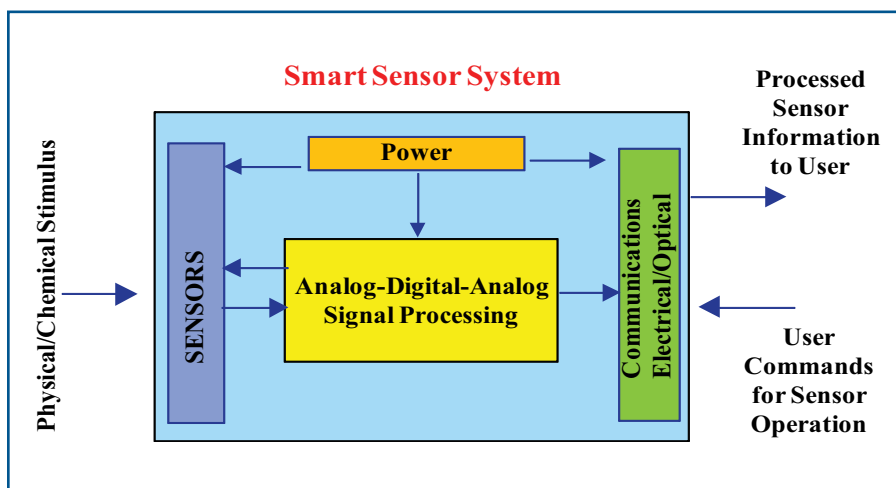 Smart Sensor System
Physical/Chemical Stimulus
SENSORS
Power
Analog-Digital-Analog
Signal Processing
Communications
Electrical/Optical
Processed
Sensor
Information
to User
User
Commands
for Sensor
Operation